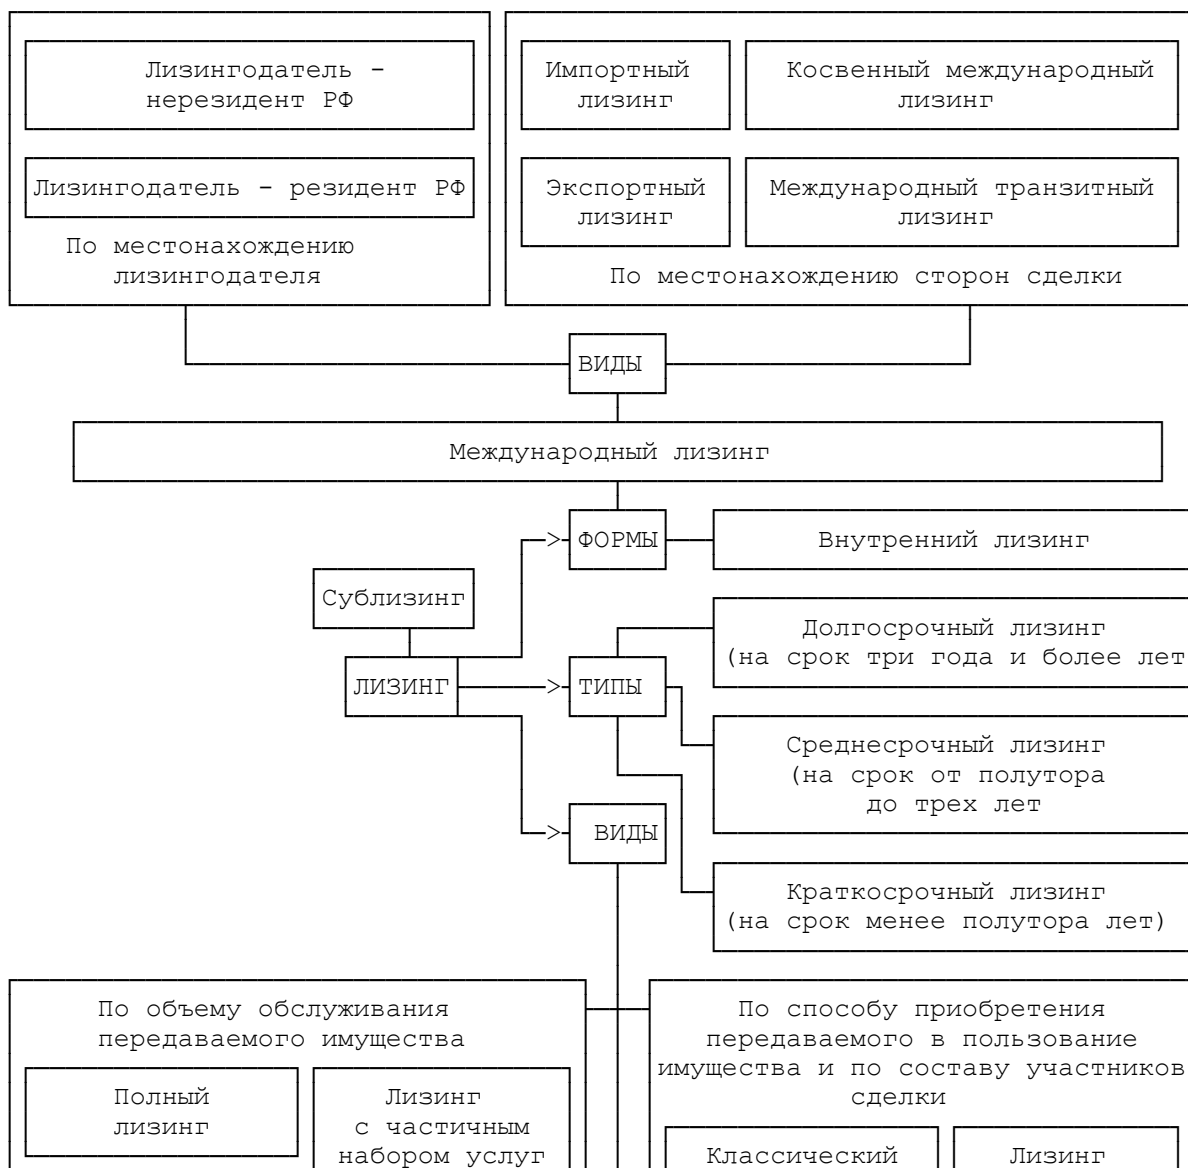 Лизингодатель -
нерезидент РФ
Лизингодатель - резидент РФ
По местонахождению
лизингодателя
Импортный
лизинг
Косвенный международный
лизинг
Экспортный
лизинг
Международный транзитный
лизинг
По местонахождению сторон сделки
ВИДЫ
Международный лизинг
ФОРМЫ
Внутренний лизинг
Сублизинг
ЛИЗИНГ
ТИПЫ
Долгосрочный лизинг
(на срок три года и более лет
Среднесрочный лизинг
(на срок от полутора
до трех лет
ВИДЫ
Краткосрочный лизинг
(на срок менее полутора лет)
По объему обслуживания
передаваемого имущества
Полный
лизинг
Лизинг
с частичным
набором услуг
По способу приобретения
передаваемого в пользование
имущества и по составу участников
сделки
Классический
Лизинг